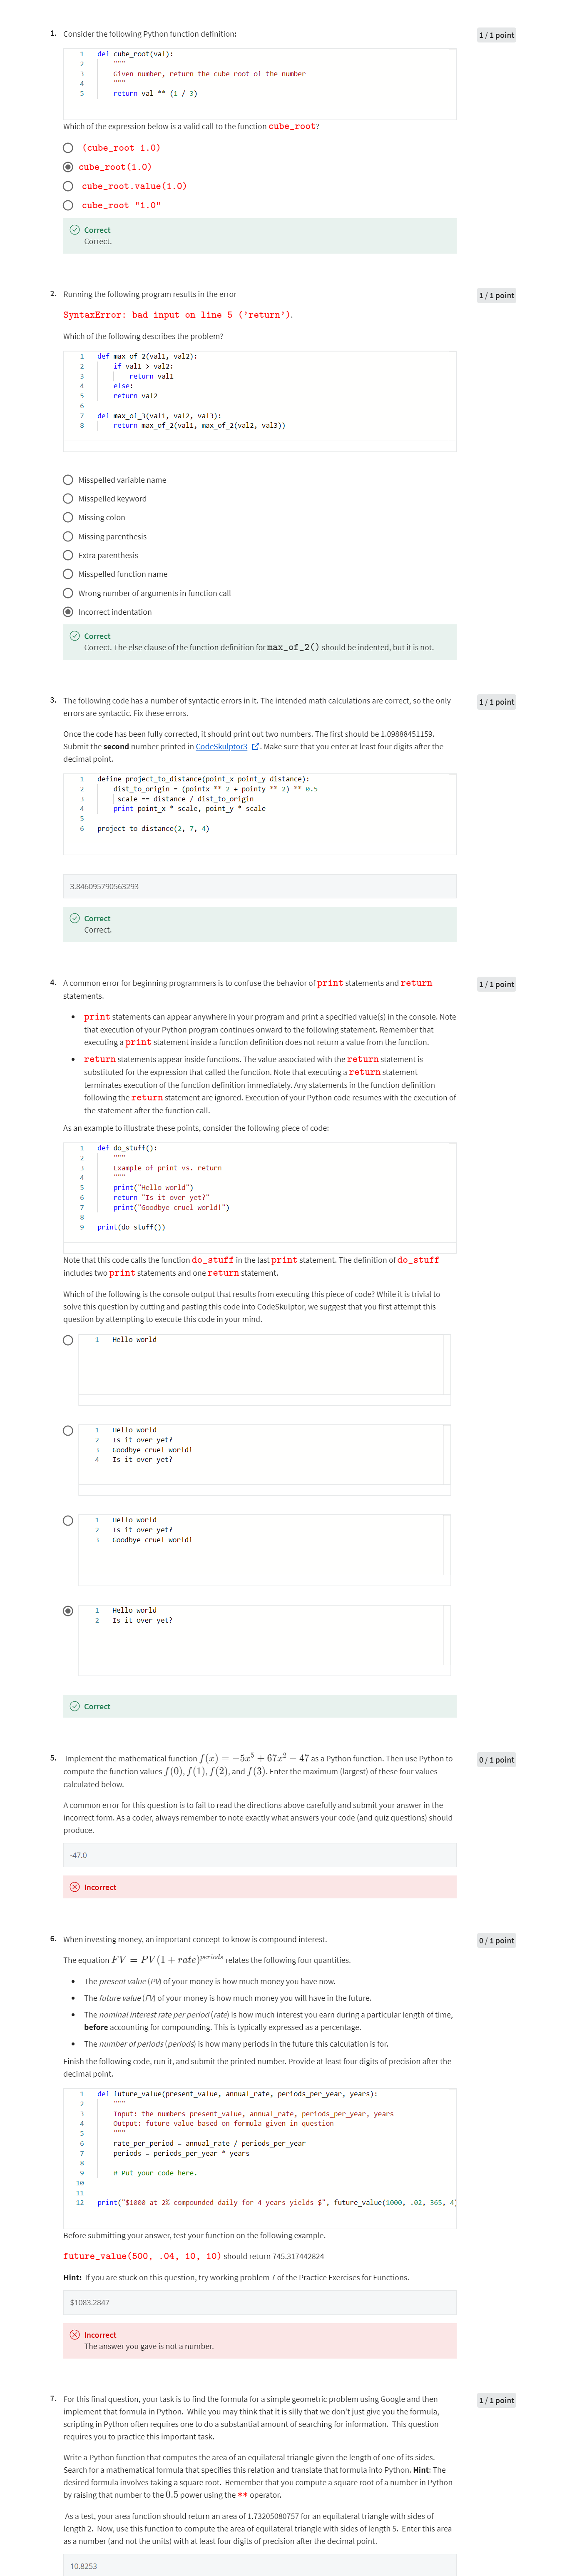 1. Consider the following Python function definition:
1 / 1 point
1 def cube_root(val):
2 """
3 Given number, return the cube root of the number
4 """
5 return val ** (1 / 3)
Which of the expression below is a valid call to the function cube_root?
(cube_root 1.0)
cube_root(1.0)
cube_root.value(1.0)
cube_root "1.0"
Correct
Correct.
2. Running the following program results in the error
1 / 1 point
SyntaxError: bad input on line 5 ('return').
Which of the following describes the problem?
1 def max_of_2(val1, val2):
2 if val1 > val2:
3 return val1
4 else:
5 return val2
6
7 def max_of_3(val1, val2, val3):
8 return max_of_2(val1, max_of_2(val2, val3))
Misspelled variable name
Misspelled keyword
Missing colon
Missing parenthesis
Extra parenthesis
Misspelled function name
Wrong number of arguments in function call
Incorrect indentation
Correct
Correct. The else clause of the function definition for max_of_2() should be indented, but it is not.
3. The following code has a number of syntactic errors in it. The intended math calculations are correct, so the only
1 / 1 point
errors are syntactic. Fix these errors.
Once the code has been fully corrected, it should print out two numbers. The first should be 1.09888451159.
Submit the second number printed in CodeSkulptor3 . Make sure that you enter at least four digits after the
decimal point.
1 define project_to_distance(point_x point_y distance):
2 dist_to_origin = (pointx ** 2 + pointy ** 2) ** 0.5
3 scale == distance / dist_to_origin
4 print point_x * scale, point_y * scale
5
6 project-to-distance(2, 7, 4)
3.846095790563293
Correct
Correct.
4. A common error for beginning programmers is to confuse the behavior of print statements and return
1 / 1 point
statements.
• print statements can appear anywhere in your program and print a specified value(s) in the console. Note
that execution of your Python program continues onward to the following statement. Remember that
executing a print statement inside a function definition does not return a value from the function.
• return statements appear inside functions. The value associated with the return statement is
substituted for the expression that called the function. Note that executing a return statement
terminates execution of the function definition immediately. Any statements in the function definition
following the return statement are ignored. Execution of your Python code resumes with the execution of
the statement after the function call.
As an example to illustrate these points, consider the following piece of code:
1 def do_stuff():
2 """
3 Example of print vs. return
4 """
5 print("Hello world")
6 return "Is it over yet?"
7 print("Goodbye cruel world!")
8
9 print(do_stuff())
Note that this code calls the function do_stuff in the last print statement. The definition of do_stuff
includes two print statements and one return statement.
Which of the following is the console output that results from executing this piece of code? While it is trivial to
solve this question by cutting and pasting this code into CodeSkulptor, we suggest that you first attempt this
question by attempting to execute this code in your mind.
1 Hello world
1 Hello world
2 Is it over yet?
3 Goodbye cruel world!
4 Is it over yet?
1 Hello world
2 Is it over yet?
3 Goodbye cruel world!
1 Hello world
2 Is it over yet?
Correct
5. Implement the mathematical function f(x) = −5x⁵ + 67x² − 47 as a Python function. Then use Python to
0 / 1 point
compute the function values f(0), f(1), f(2), and f(3). Enter the maximum (largest) of these four values
calculated below.
A common error for this question is to fail to read the directions above carefully and submit your answer in the
incorrect form. As a coder, always remember to note exactly what answers your code (and quiz questions) should
produce.
-47.0
Incorrect
6. When investing money, an important concept to know is compound interest.
0 / 1 point
The equation FV = PV(1 + rate)^periods relates the following four quantities.
• The present value (PV) of your money is how much money you have now.
• The future value (FV) of your money is how much money you will have in the future.
• The nominal interest rate per period (rate) is how much interest you earn during a particular length of time,
before accounting for compounding. This is typically expressed as a percentage.
• The number of periods (periods) is how many periods in the future this calculation is for.
Finish the following code, run it, and submit the printed number. Provide at least four digits of precision after the
decimal point.
1 def future_value(present_value, annual_rate, periods_per_year, years):
2 """
3 Input: the numbers present_value, annual_rate, periods_per_year, years
4 Output: future value based on formula given in question
5 """
6 rate_per_period = annual_rate / periods_per_year
7 periods = periods_per_year * years
8
9 # Put your code here.
10
11
12 print("$1000 at 2% compounded daily for 4 years yields $", future_value(1000, .02, 365, 4)
Before submitting your answer, test your function on the following example.
future_value(500, .04, 10, 10) should return 745.317442824
Hint: If you are stuck on this question, try working problem 7 of the Practice Exercises for Functions.
$1083.2847
Incorrect
The answer you gave is not a number.
7. For this final question, your task is to find the formula for a simple geometric problem using Google and then
1 / 1 point
implement that formula in Python. While you may think that it is silly that we don't just give you the formula,
scripting in Python often requires one to do a substantial amount of searching for information. This question
requires you to practice this important task.
Write a Python function that computes the area of an equilateral triangle given the length of one of its sides.
Search for a mathematical formula that specifies this relation and translate that formula into Python. Hint: The
desired formula involves taking a square root. Remember that you compute a square root of a number in Python
by raising that number to the 0.5 power using the ** operator.
As a test, your area function should return an area of 1.73205080757 for an equilateral triangle with sides of
length 2. Now, use this function to compute the area of equilateral triangle with sides of length 5. Enter this area
as a number (and not the units) with at least four digits of precision after the decimal point.
10.8253